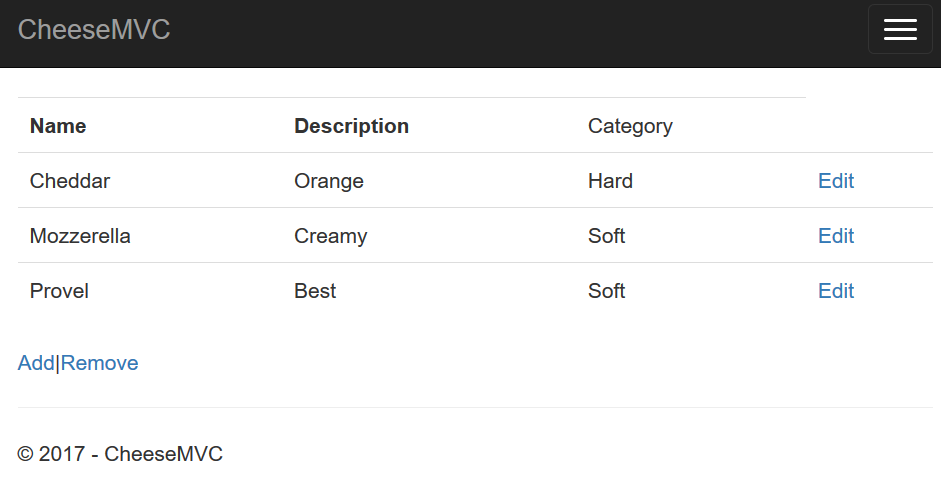 CheeseMVC
Name Description Category
Cheddar Orange Hard Edit
Mozzerella Creamy Soft Edit
Provel Best Soft Edit
Add|Remove
© 2017 - CheeseMVC